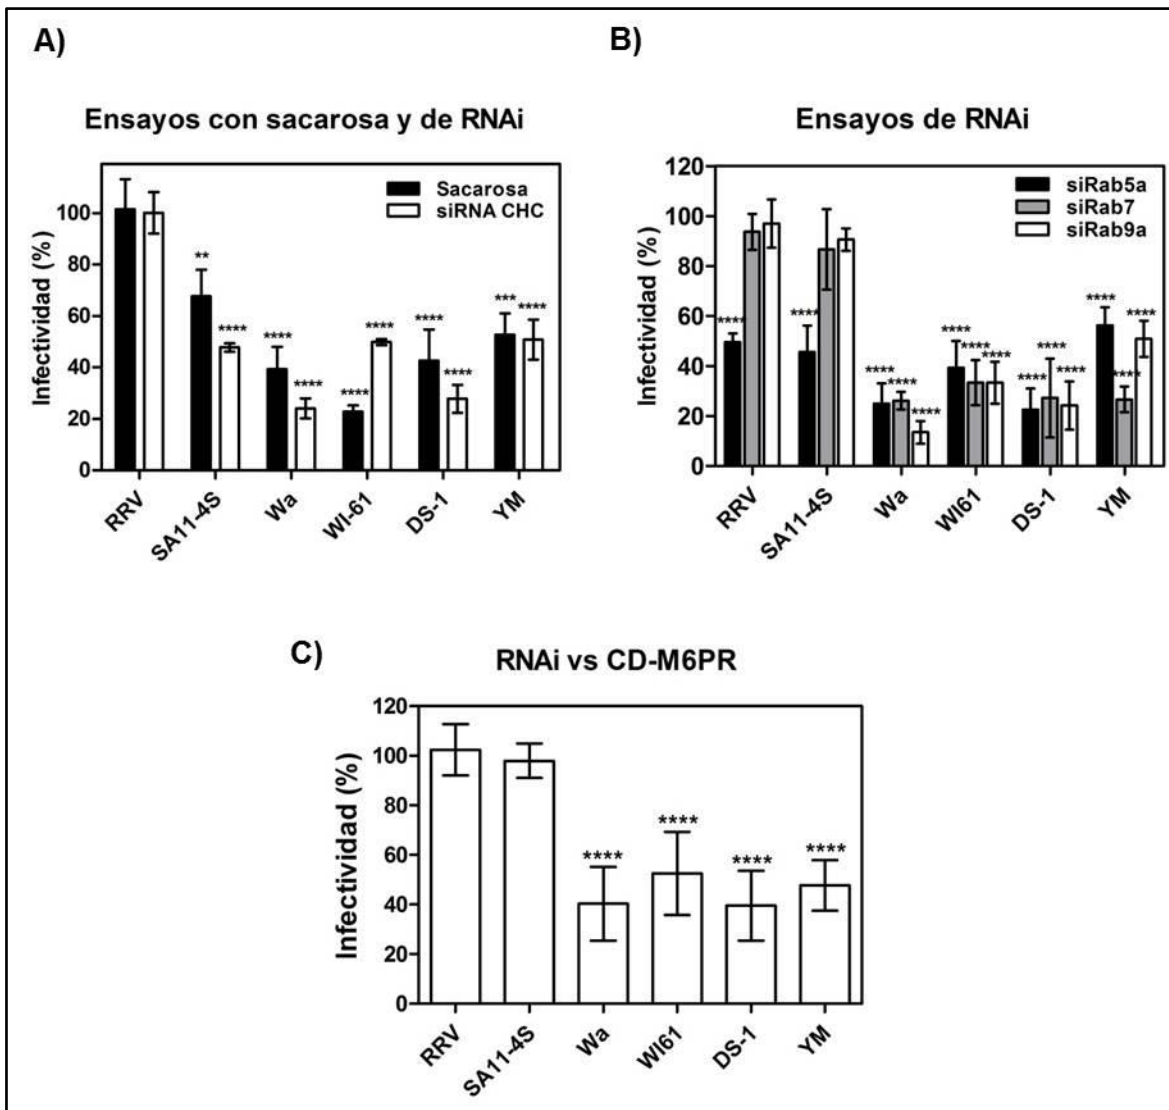 A)
Ensayos con sacarosa y de RNAi
Infectividad (%)
100
80
60
40
20
0
Sacarosa
siRNA CHC
**
****
****
****
****
****
****
****
***
****
RRV
SA11-4S
Wa
WI-61
DS-1
YM
B)
Ensayos de RNAi
Infectividad (%)
120
100
80
60
40
20
0
siRab5a
siRab7
siRab9a
****
****
****
****
****
****
****
****
****
****
****
****
****
****
RRV
SA11-4S
Wa
WI61
DS-1
YM
C)
RNAi vs CD-M6PR
Infectividad (%)
120
100
80
60
40
20
0
****
****
****
****
RRV
SA11-4S
Wa
WI61
DS-1
YM